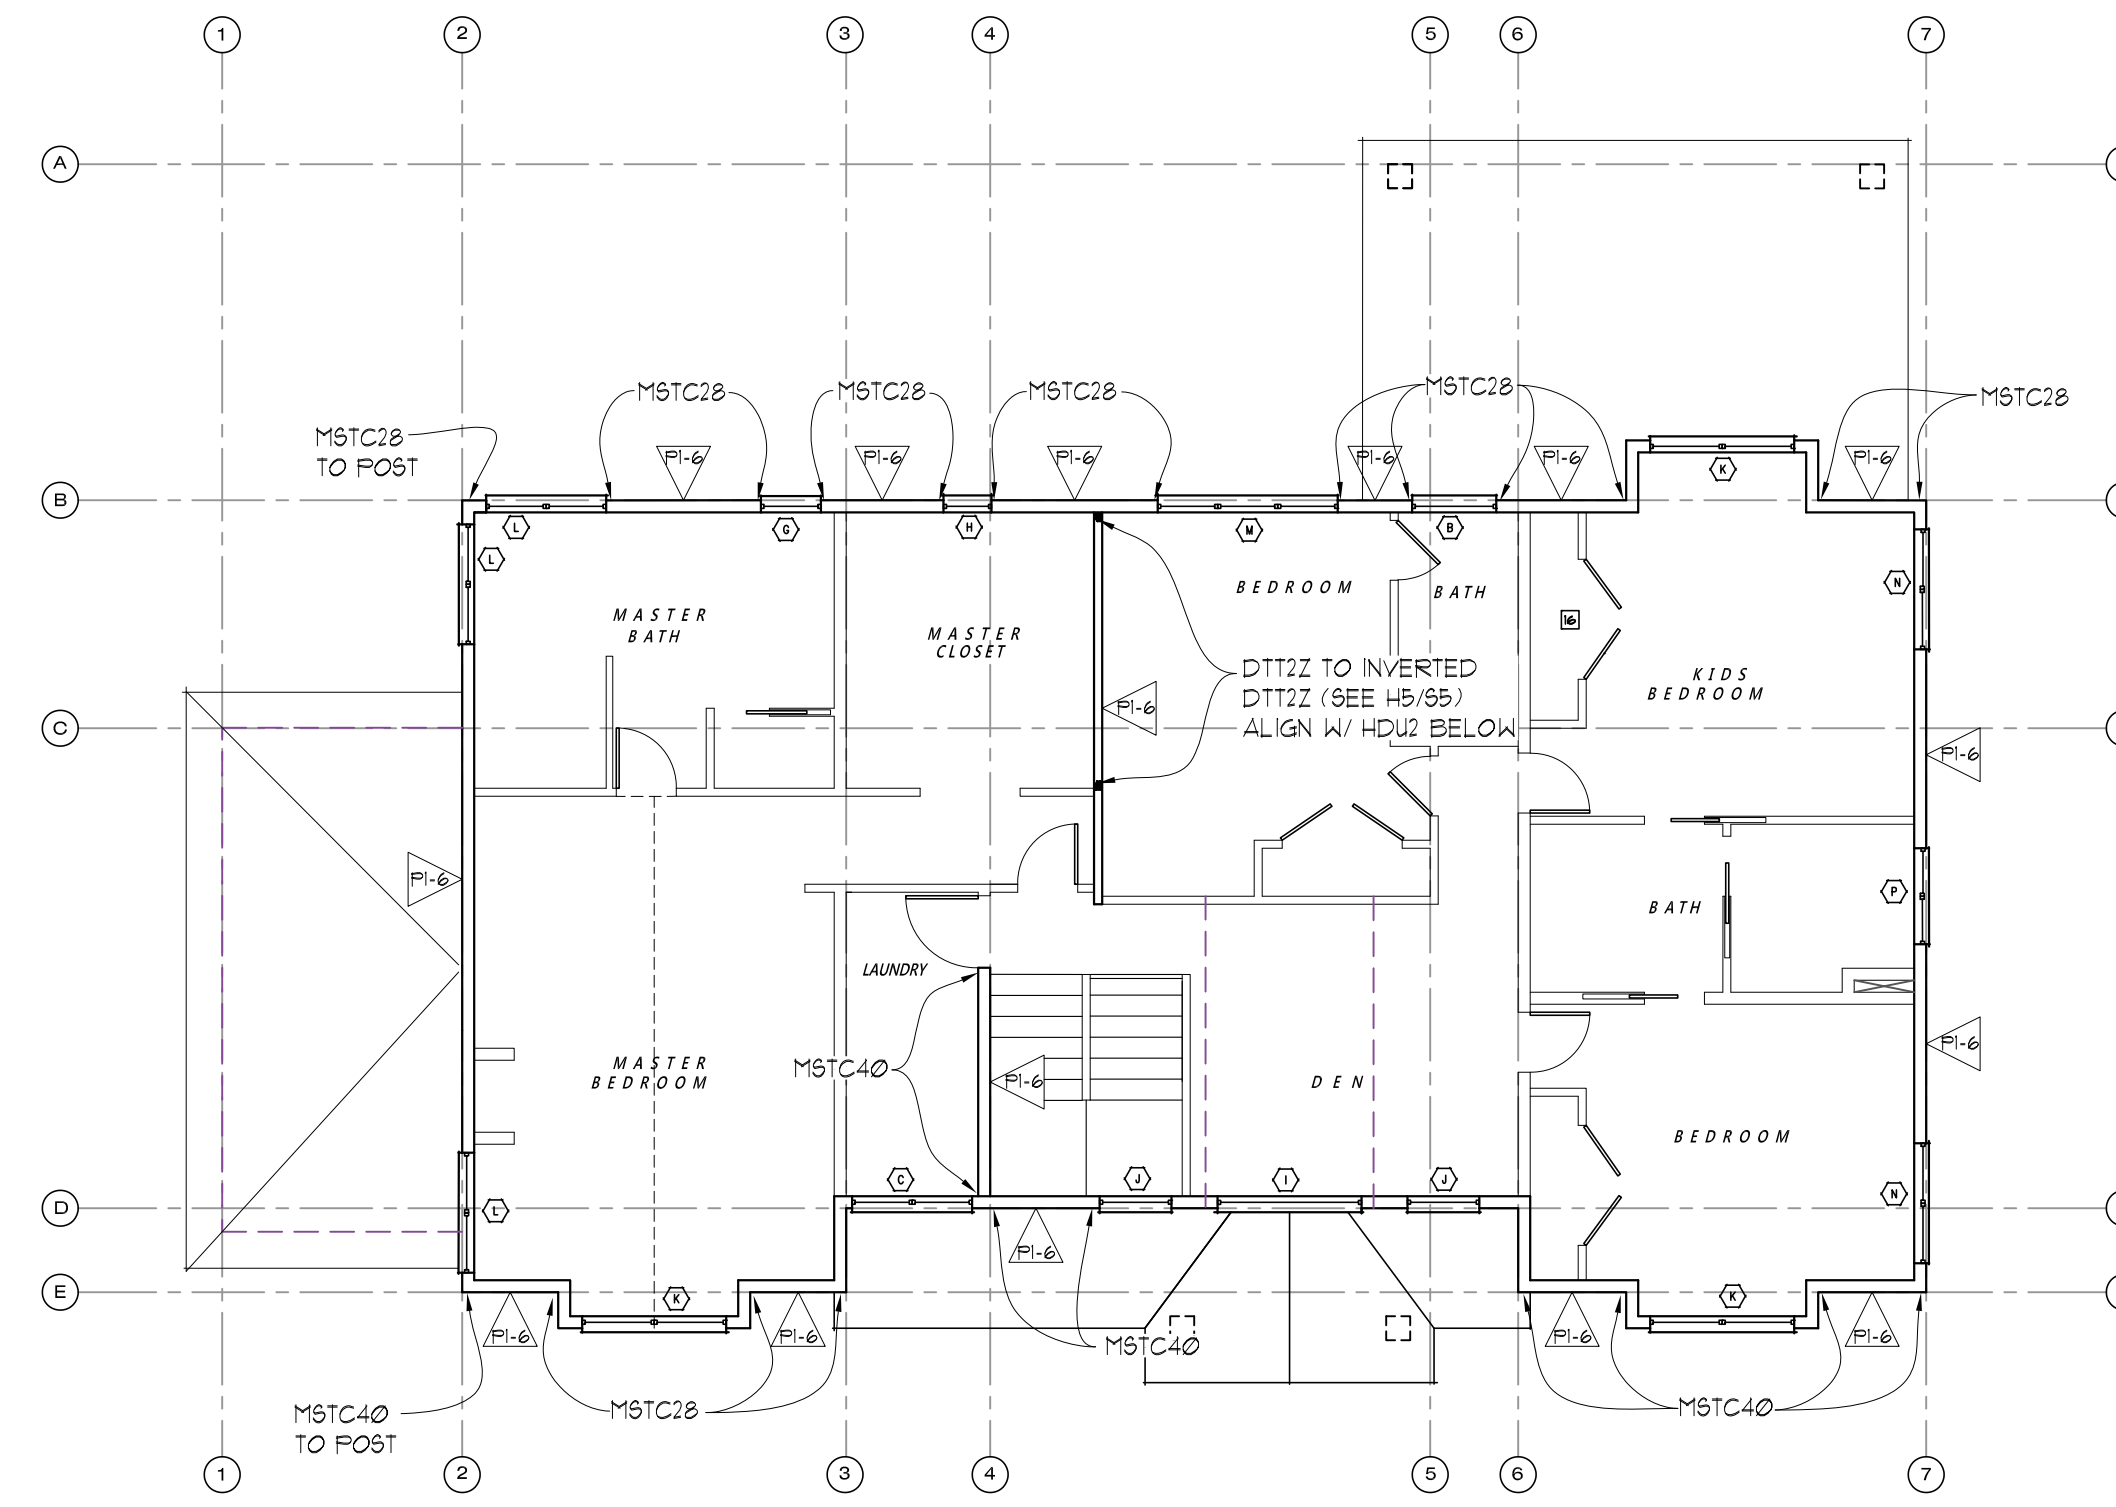 1 2 3 4 5 6 7
A
MSTC28 MSTC28 MSTC28 MSTC28 MSTC28
MSTC28
TO POST
P1-6 P1-6 P1-6 P1-6 P1-6 P1-6
K
B
L G H M B
L
N
BEDROOM BATH
MASTER
BATH
MASTER
CLOSET
16
DTT2Z TO INVERTED
DTT2Z (SEE H5/S5)
ALIGN W/ HDU2 BELOW
KIDS
BEDROOM
P1-6
C
P1-6
P1-6
P
BATH
LAUNDRY
P1-6
MASTER
BEDROOM
MSTC40
P1-6
DEN
BEDROOM
C J I J
L
N
D
P1-6
E
K K
P1-6 P1-6 P1-6 P1-6
MSTC40
MSTC40
TO POST
MSTC28
MSTC40
1 2 3 4 5 6 7